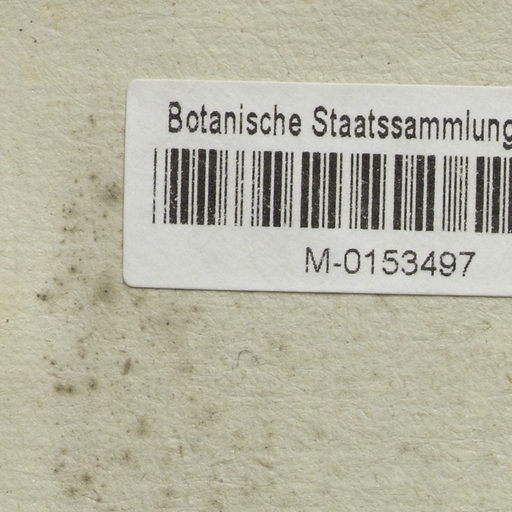 Botanische Staatssammlung
M-0153497